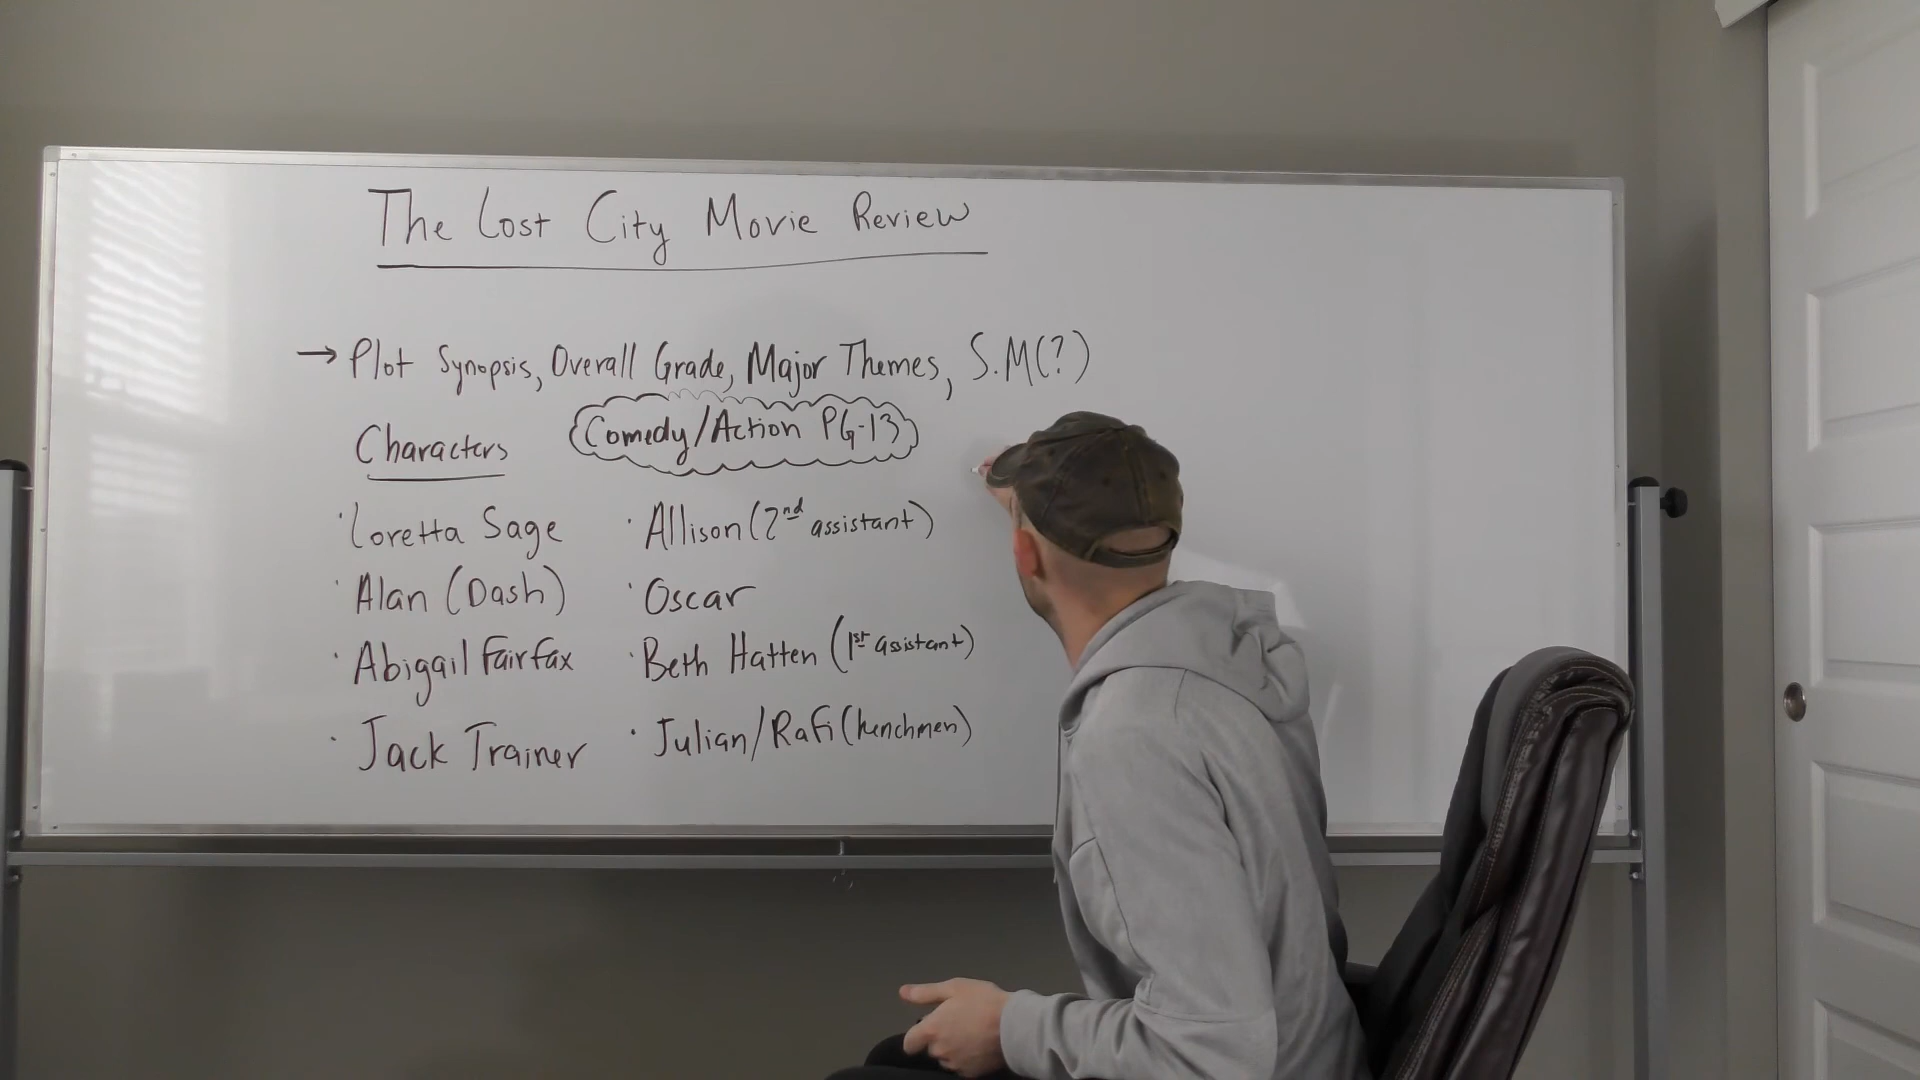 The Lost City Movie Review
→ Plot Synopsis, Overall Grade, Major Themes, S.M(?)
Comedy/Action PG-13
Characters
· Loretta Sage
· Alan (Dash)
· Abigail Fairfax
· Jack Trainer
· Allison (2nd assistant)
· Oscar
· Beth Hatten (1st assistant)
· Julian/Rafi (henchmen)